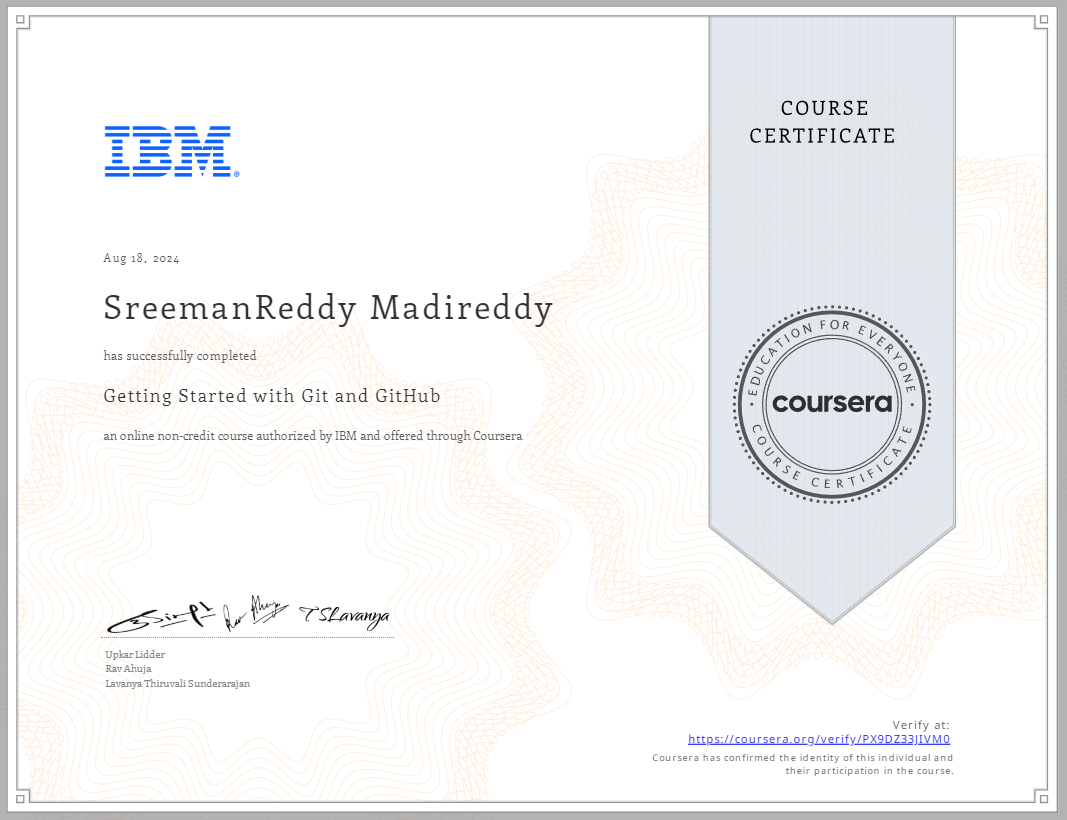 COURSE
CERTIFICATE
IBM®
Aug 18, 2024
SreemanReddy Madireddy
has successfully completed
Getting Started with Git and GitHub
an online non-credit course authorized by IBM and offered through Coursera
EDUCATION FOR EVERYONE
coursera
COURSE CERTIFICATE
TSLavanya
Upkar Lidder
Rav Ahuja
Lavanya Thiruvali Sunderarajan
Verify at:
https://coursera.org/verify/PX9DZ33JIVM0
Coursera has confirmed the identity of this individual and
their participation in the course.